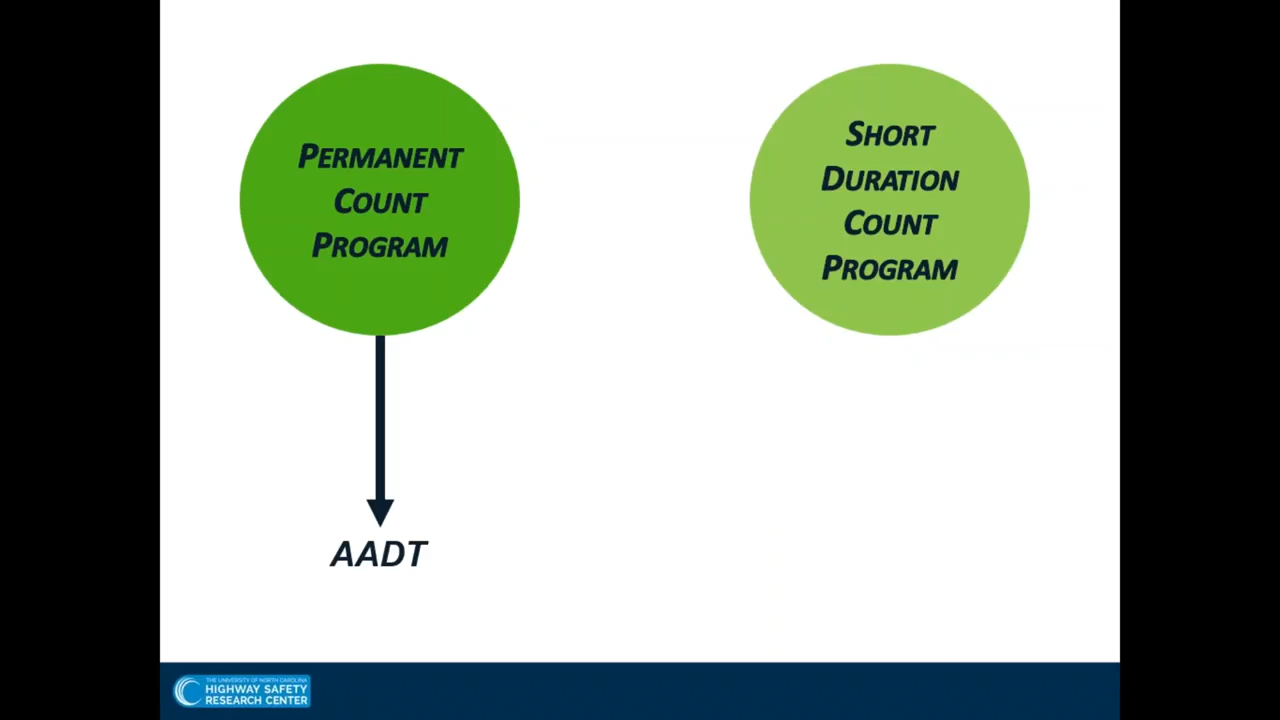 PERMANENT
COUNT
PROGRAM
SHORT
DURATION
COUNT
PROGRAM
AADT
THE UNIVERSITY OF NORTH CAROLINA
HIGHWAY SAFETY
RESEARCH CENTER